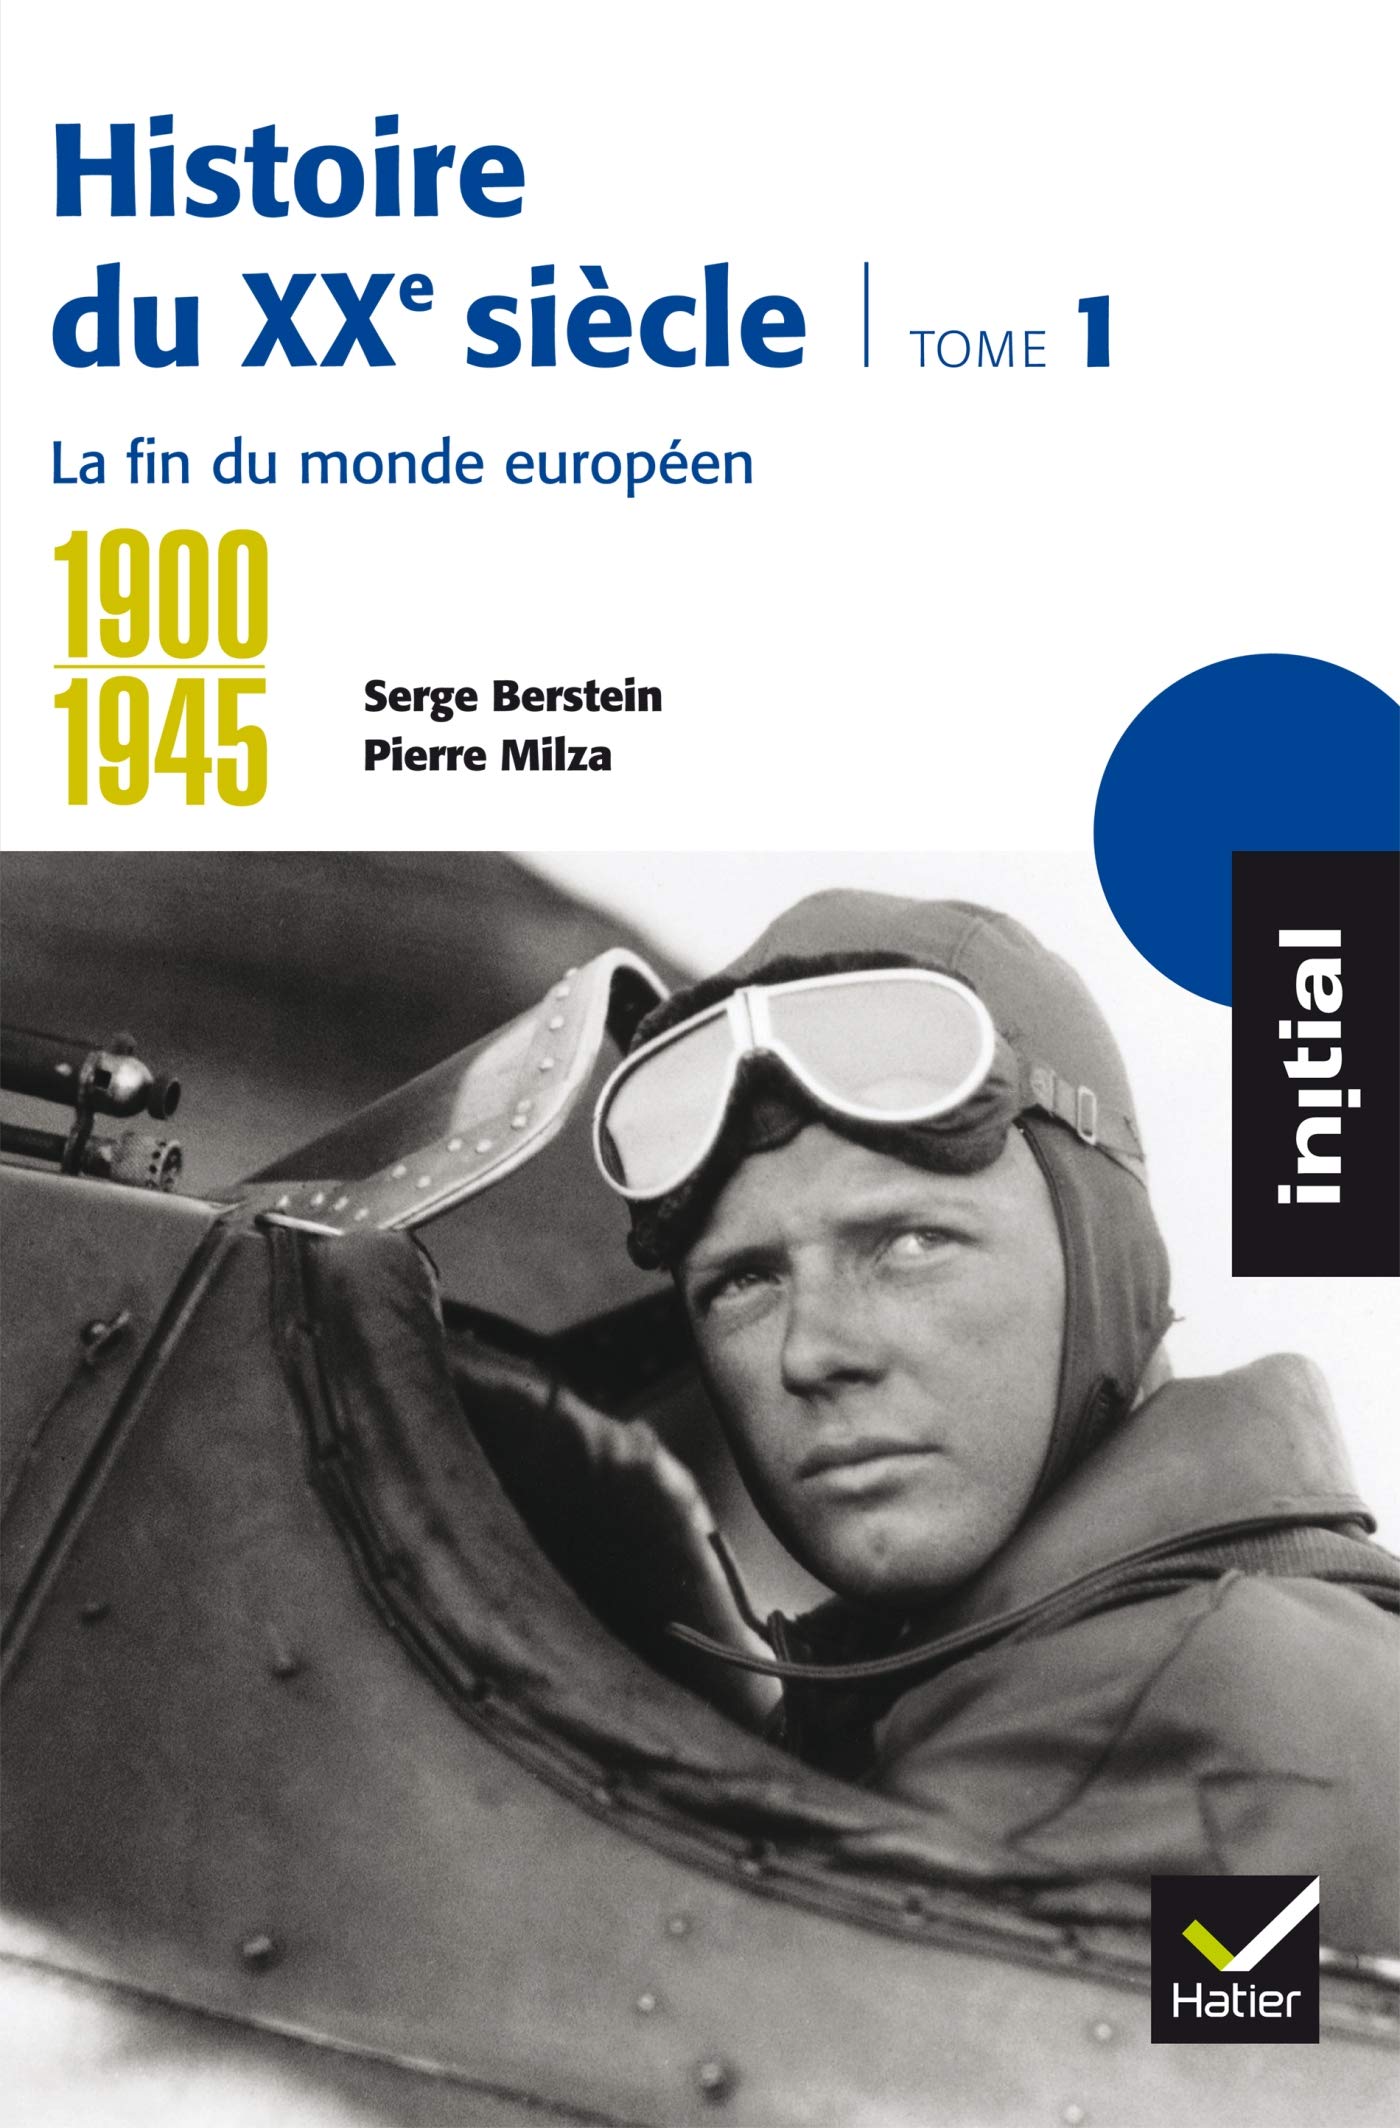 Histoire
du XXe siècle | TOME 1
La fin du monde européen
1900
1945
Serge Berstein
Pierre Milza
initial
Hatier